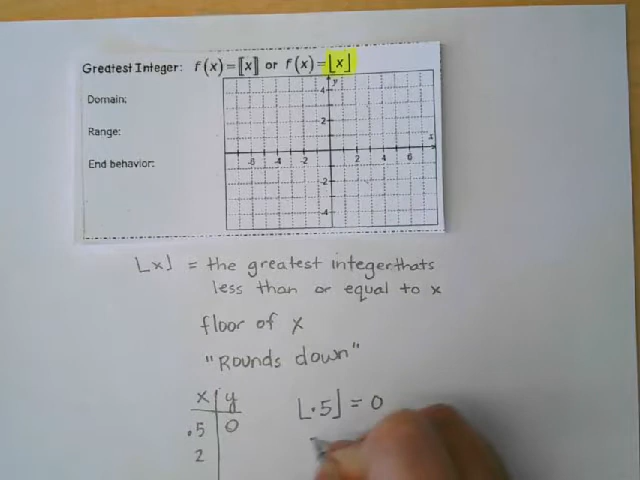 Greatest Integer: f(x)=⟦x⟧ or f(x)=⌊x⌋
Domain:
Range:
End behavior:
y
x
4
2
-6 -4 -2 2 4 6
-2
-4
⌊x⌋ = the greatest integer thats
less than or equal to x
floor of x
"Rounds down"
x y
.5 0
2
⌊.5⌋ = 0